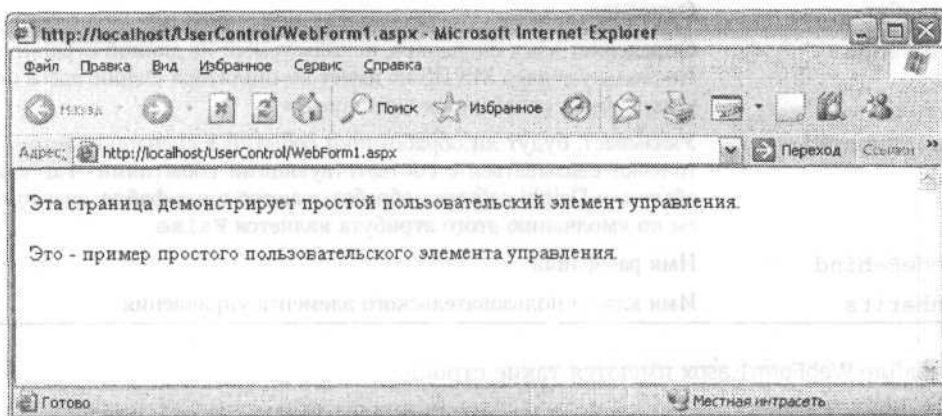 http://localhost/UserControl/WebForm1.aspx - Microsoft Internet Explorer
Файл Правка Вид Избранное Сервис Справка
Назад Поиск Избранное
Адрес: http://localhost/UserControl/WebForm1.aspx Переход Ссылки »
Эта страница демонстрирует простой пользовательский элемент управления.
Это - пример простого пользовательского элемента управления.
Готово Местная интрасеть